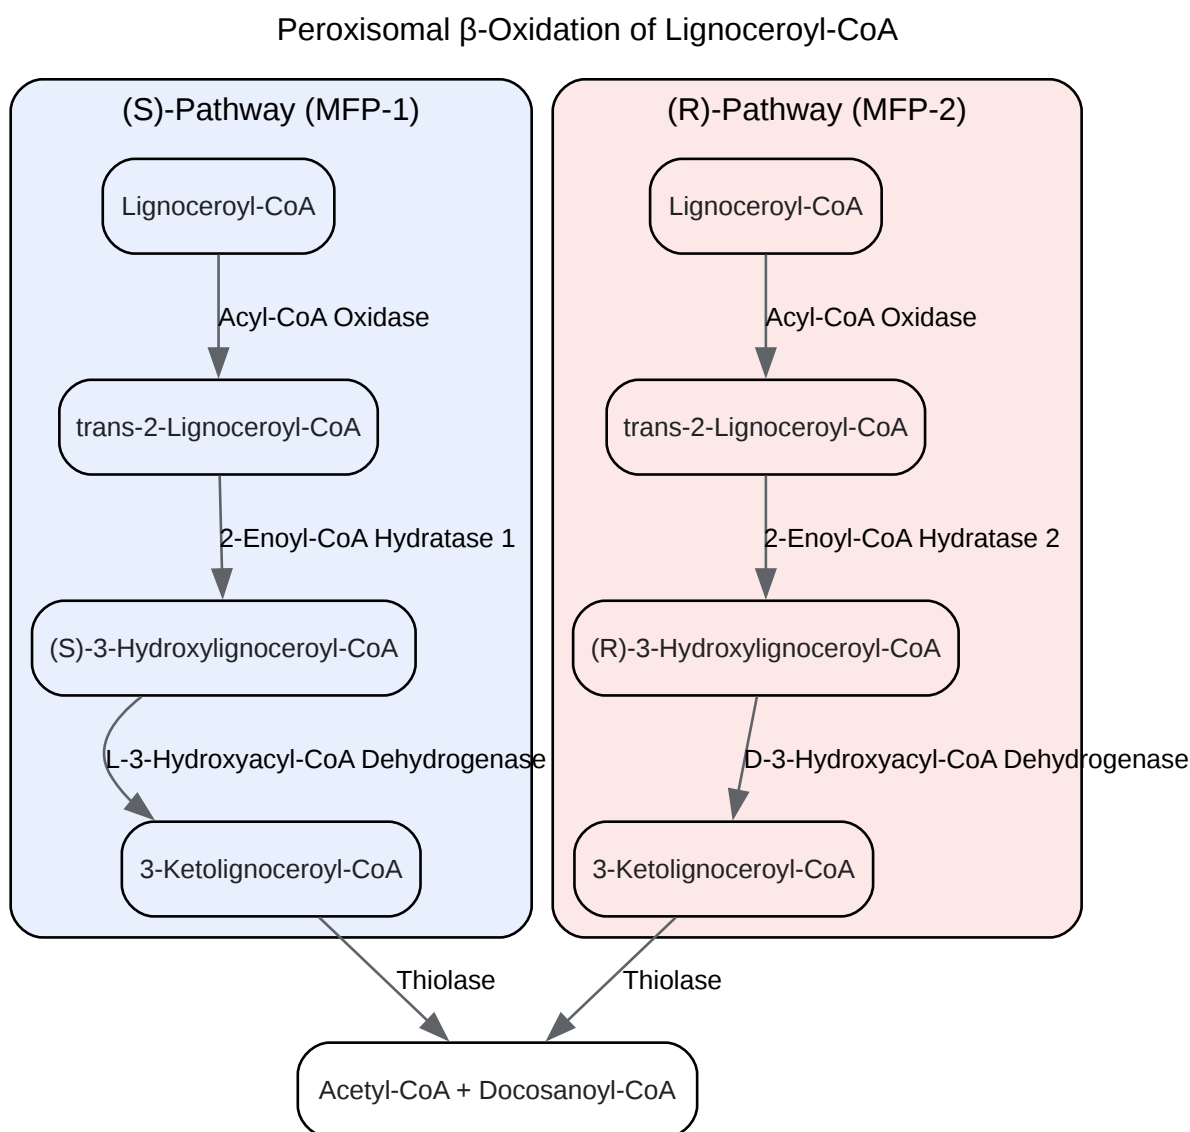 Peroxisomal β-Oxidation of Lignoceroyl-CoA
(S)-Pathway (MFP-1)
Lignoceroyl-CoA
Acyl-CoA Oxidase
trans-2-Lignoceroyl-CoA
2-Enoyl-CoA Hydratase 1
(S)-3-Hydroxylignoceroyl-CoA
L-3-Hydroxyacyl-CoA Dehydrogenase
3-Ketolignoceroyl-CoA
Thiolase
(R)-Pathway (MFP-2)
Lignoceroyl-CoA
Acyl-CoA Oxidase
trans-2-Lignoceroyl-CoA
2-Enoyl-CoA Hydratase 2
(R)-3-Hydroxylignoceroyl-CoA
D-3-Hydroxyacyl-CoA Dehydrogenase
3-Ketolignoceroyl-CoA
Thiolase
Acetyl-CoA + Docosanoyl-CoA